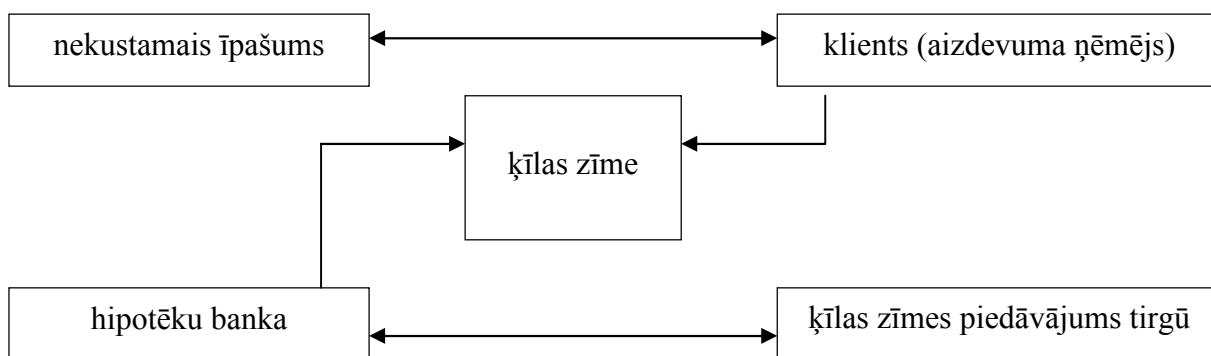 nekustamais īpašums
klients (aizdevuma ņēmējs)
ķīlas zīme
hipotēku banka
ķīlas zīmes piedāvājums tirgū